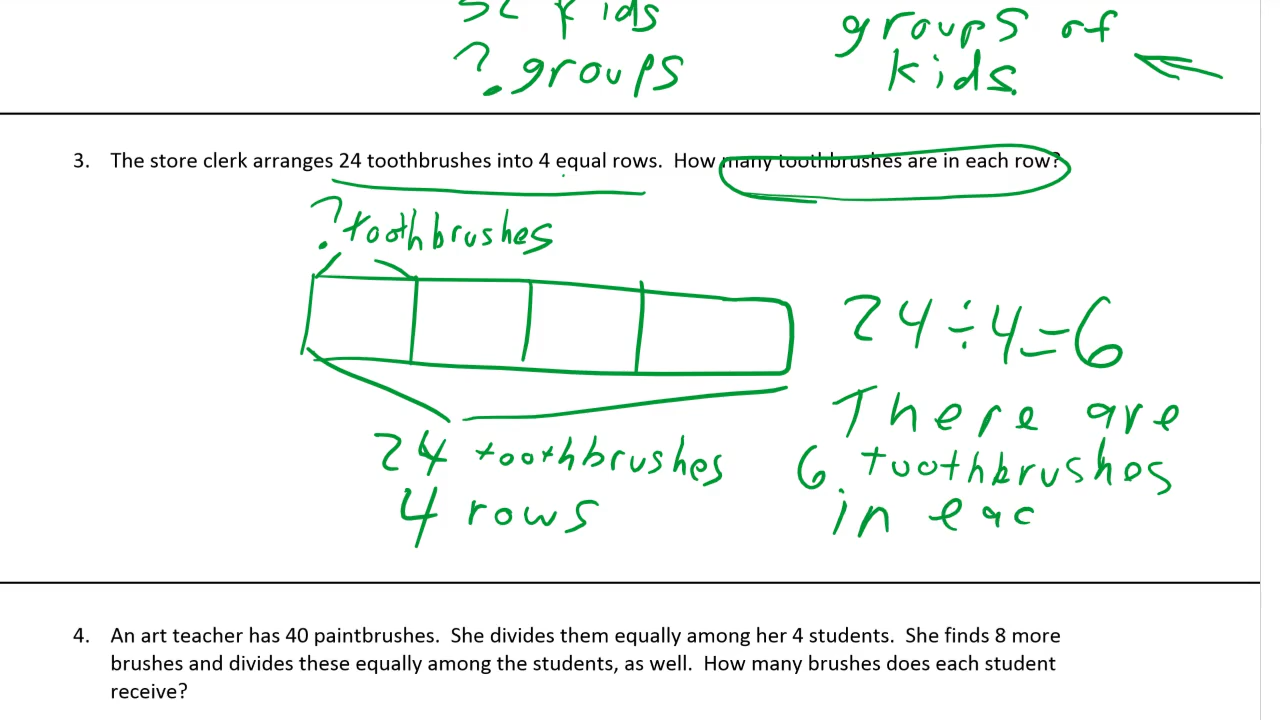 kids
? groups
groups of
kids.
3. The store clerk arranges 24 toothbrushes into 4 equal rows. How many toothbrushes are in each row?
? toothbrushes
24 toothbrushes
4 rows
24 ÷ 4 = 6
There are
6 toothbrushes
in eac
4. An art teacher has 40 paintbrushes. She divides them equally among her 4 students. She finds 8 more
brushes and divides these equally among the students, as well. How many brushes does each student
receive?